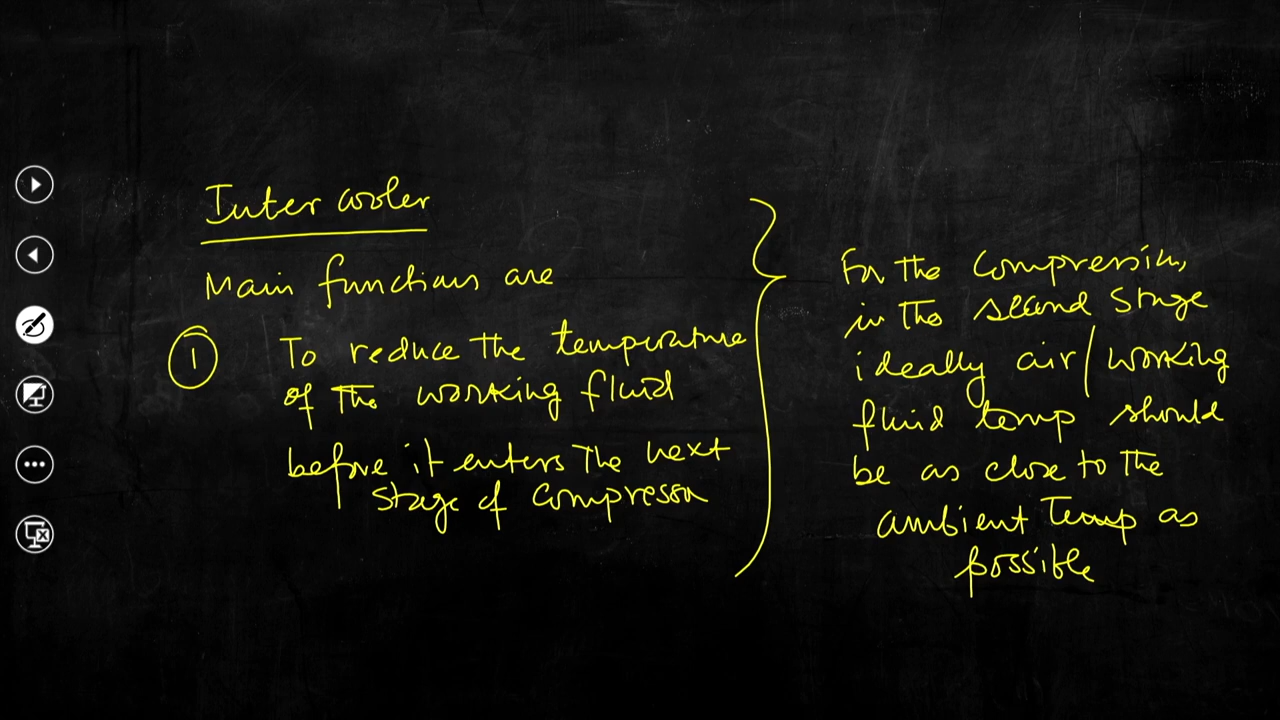 Inter cooler
Main functions are
1 To reduce the temperature
of the working fluid
before it enters the next
stage of compressor
For the compression,
in the second stage
ideally air/working
fluid temp should
be as close to the
ambient Temp as
possible